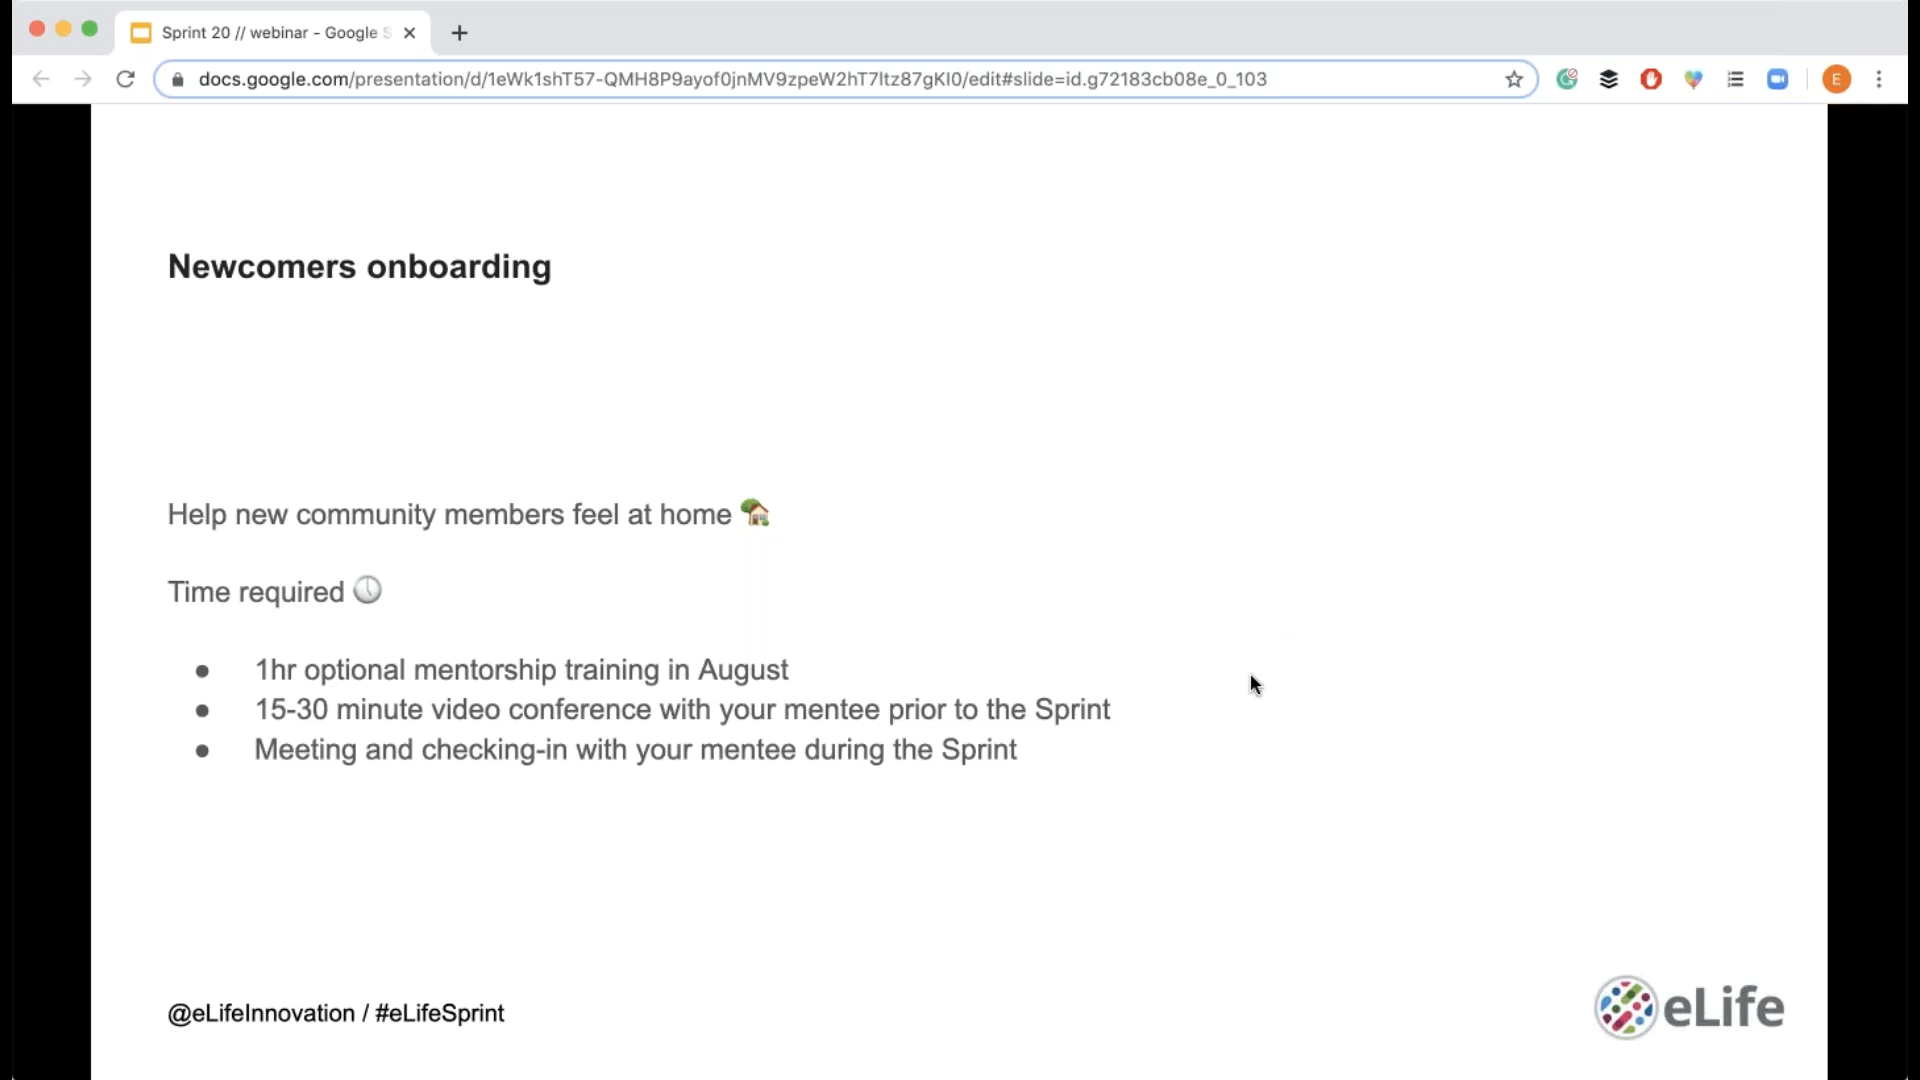 Sprint 20 // webinar - Google S
docs.google.com/presentation/d/1eWk1shT57-QMH8P9ayof0jnMV9zpeW2hT7ltz87gKI0/edit#slide=id.g72183cb08e_0_103
E
Newcomers onboarding
Help new community members feel at home 🏡
Time required 🕔
● 1hr optional mentorship training in August
● 15-30 minute video conference with your mentee prior to the Sprint
● Meeting and checking-in with your mentee during the Sprint
@eLifeInnovation / #eLifeSprint
eLife